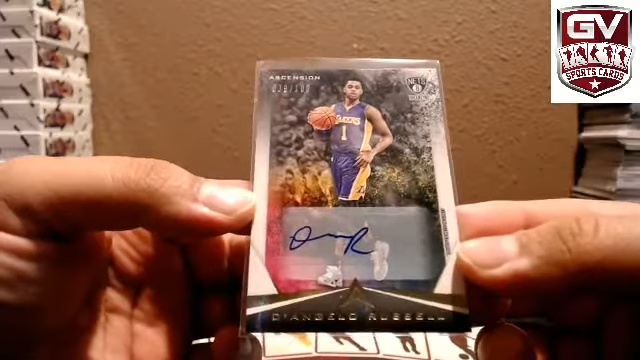 GV
SPORTS CARDS
ASCENSION
NETS
LAKERS
1
D'ANGELO RUSSELL